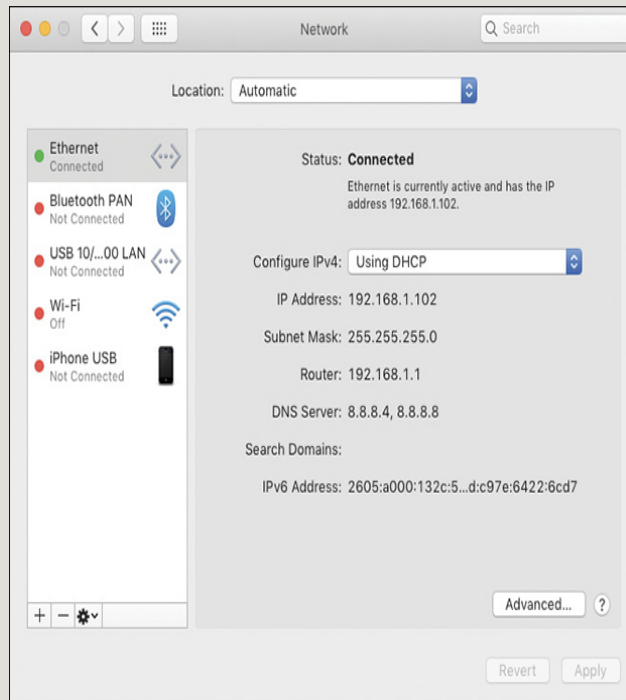 Network
Search
Location: Automatic
Ethernet
Connected
Bluetooth PAN
Not Connected
USB 10/...00 LAN
Not Connected
Wi-Fi
Off
iPhone USB
Not Connected
Status: Connected
Ethernet is currently active and has the IP
address 192.168.1.102.
Configure IPv4: Using DHCP
IP Address: 192.168.1.102
Subnet Mask: 255.255.255.0
Router: 192.168.1.1
DNS Server: 8.8.8.4, 8.8.8.8
Search Domains:
IPv6 Address: 2605:a000:132c:5...d:c97e:6422:6cd7
Advanced... ?
Revert Apply